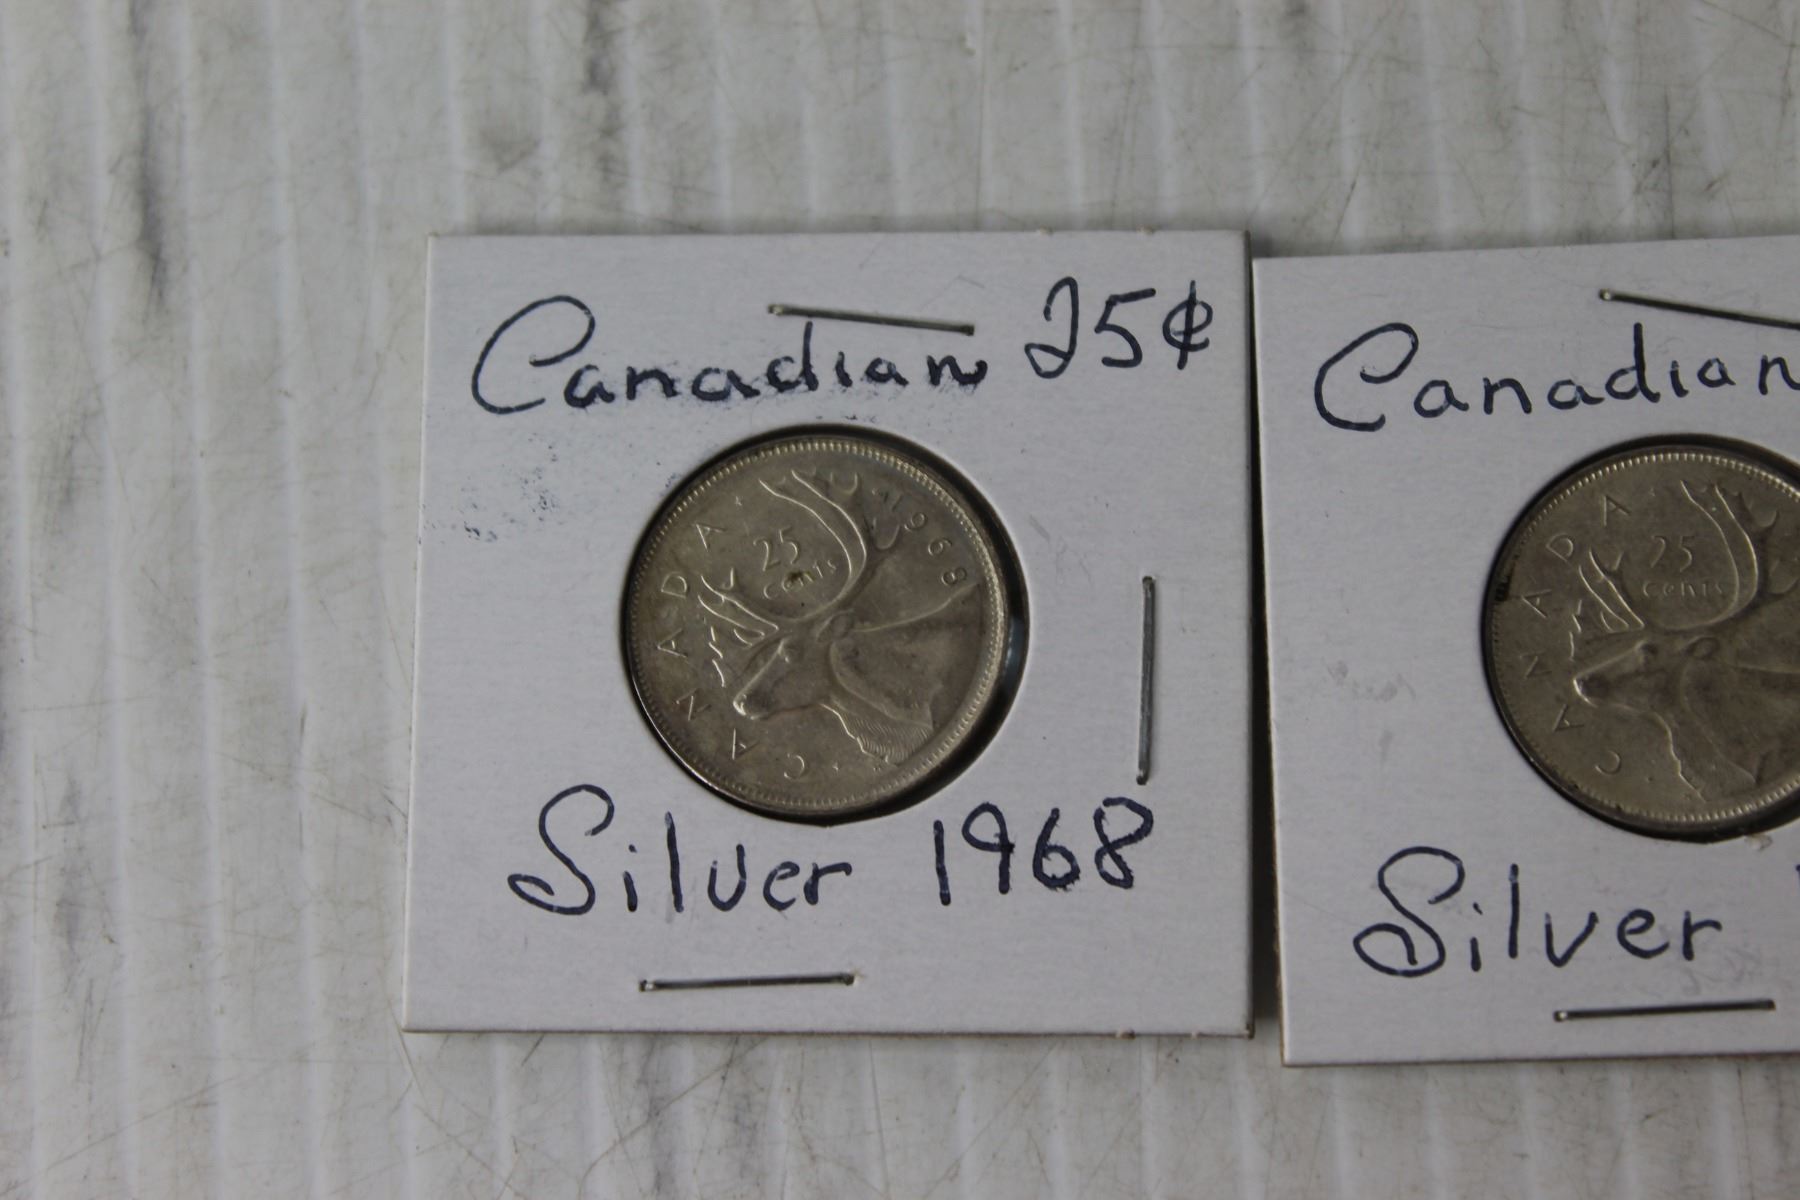 Canadian 25¢
CANADA 25 cents 1968
Silver 1968
Canadian
CANADA 25 cents
Silver